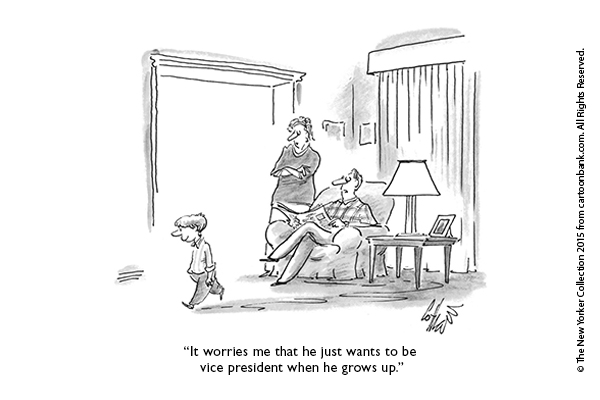 “It worries me that he just wants to be
vice president when he grows up.”
© The New Yorker Collection 2015 from cartoonbank.com. All Rights Reserved.